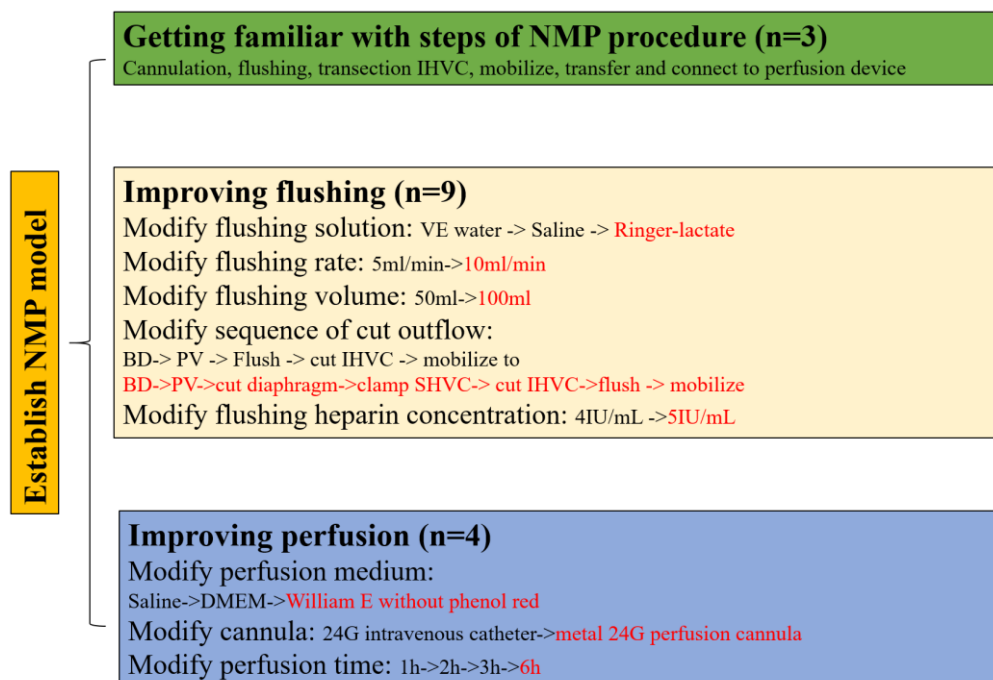 Establish NMP model
Getting familiar with steps of NMP procedure (n=3)
Cannulation, flushing, transection IHVC, mobilize, transfer and connect to perfusion device
Improving flushing (n=9)
Modify flushing solution: VE water -> Saline -> Ringer-lactate
Modify flushing rate: 5ml/min->10ml/min
Modify flushing volume: 50ml->100ml
Modify sequence of cut outflow:
BD-> PV -> Flush -> cut IHVC -> mobilize to
BD->PV->cut diaphragm->clamp SHVC-> cut IHVC->flush -> mobilize
Modify flushing heparin concentration: 4IU/mL ->5IU/mL
Improving perfusion (n=4)
Modify perfusion medium:
Saline->DMEM->William E without phenol red
Modify cannula: 24G intravenous catheter->metal 24G perfusion cannula
Modify perfusion time: 1h->2h->3h->6h